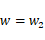 w = w₂